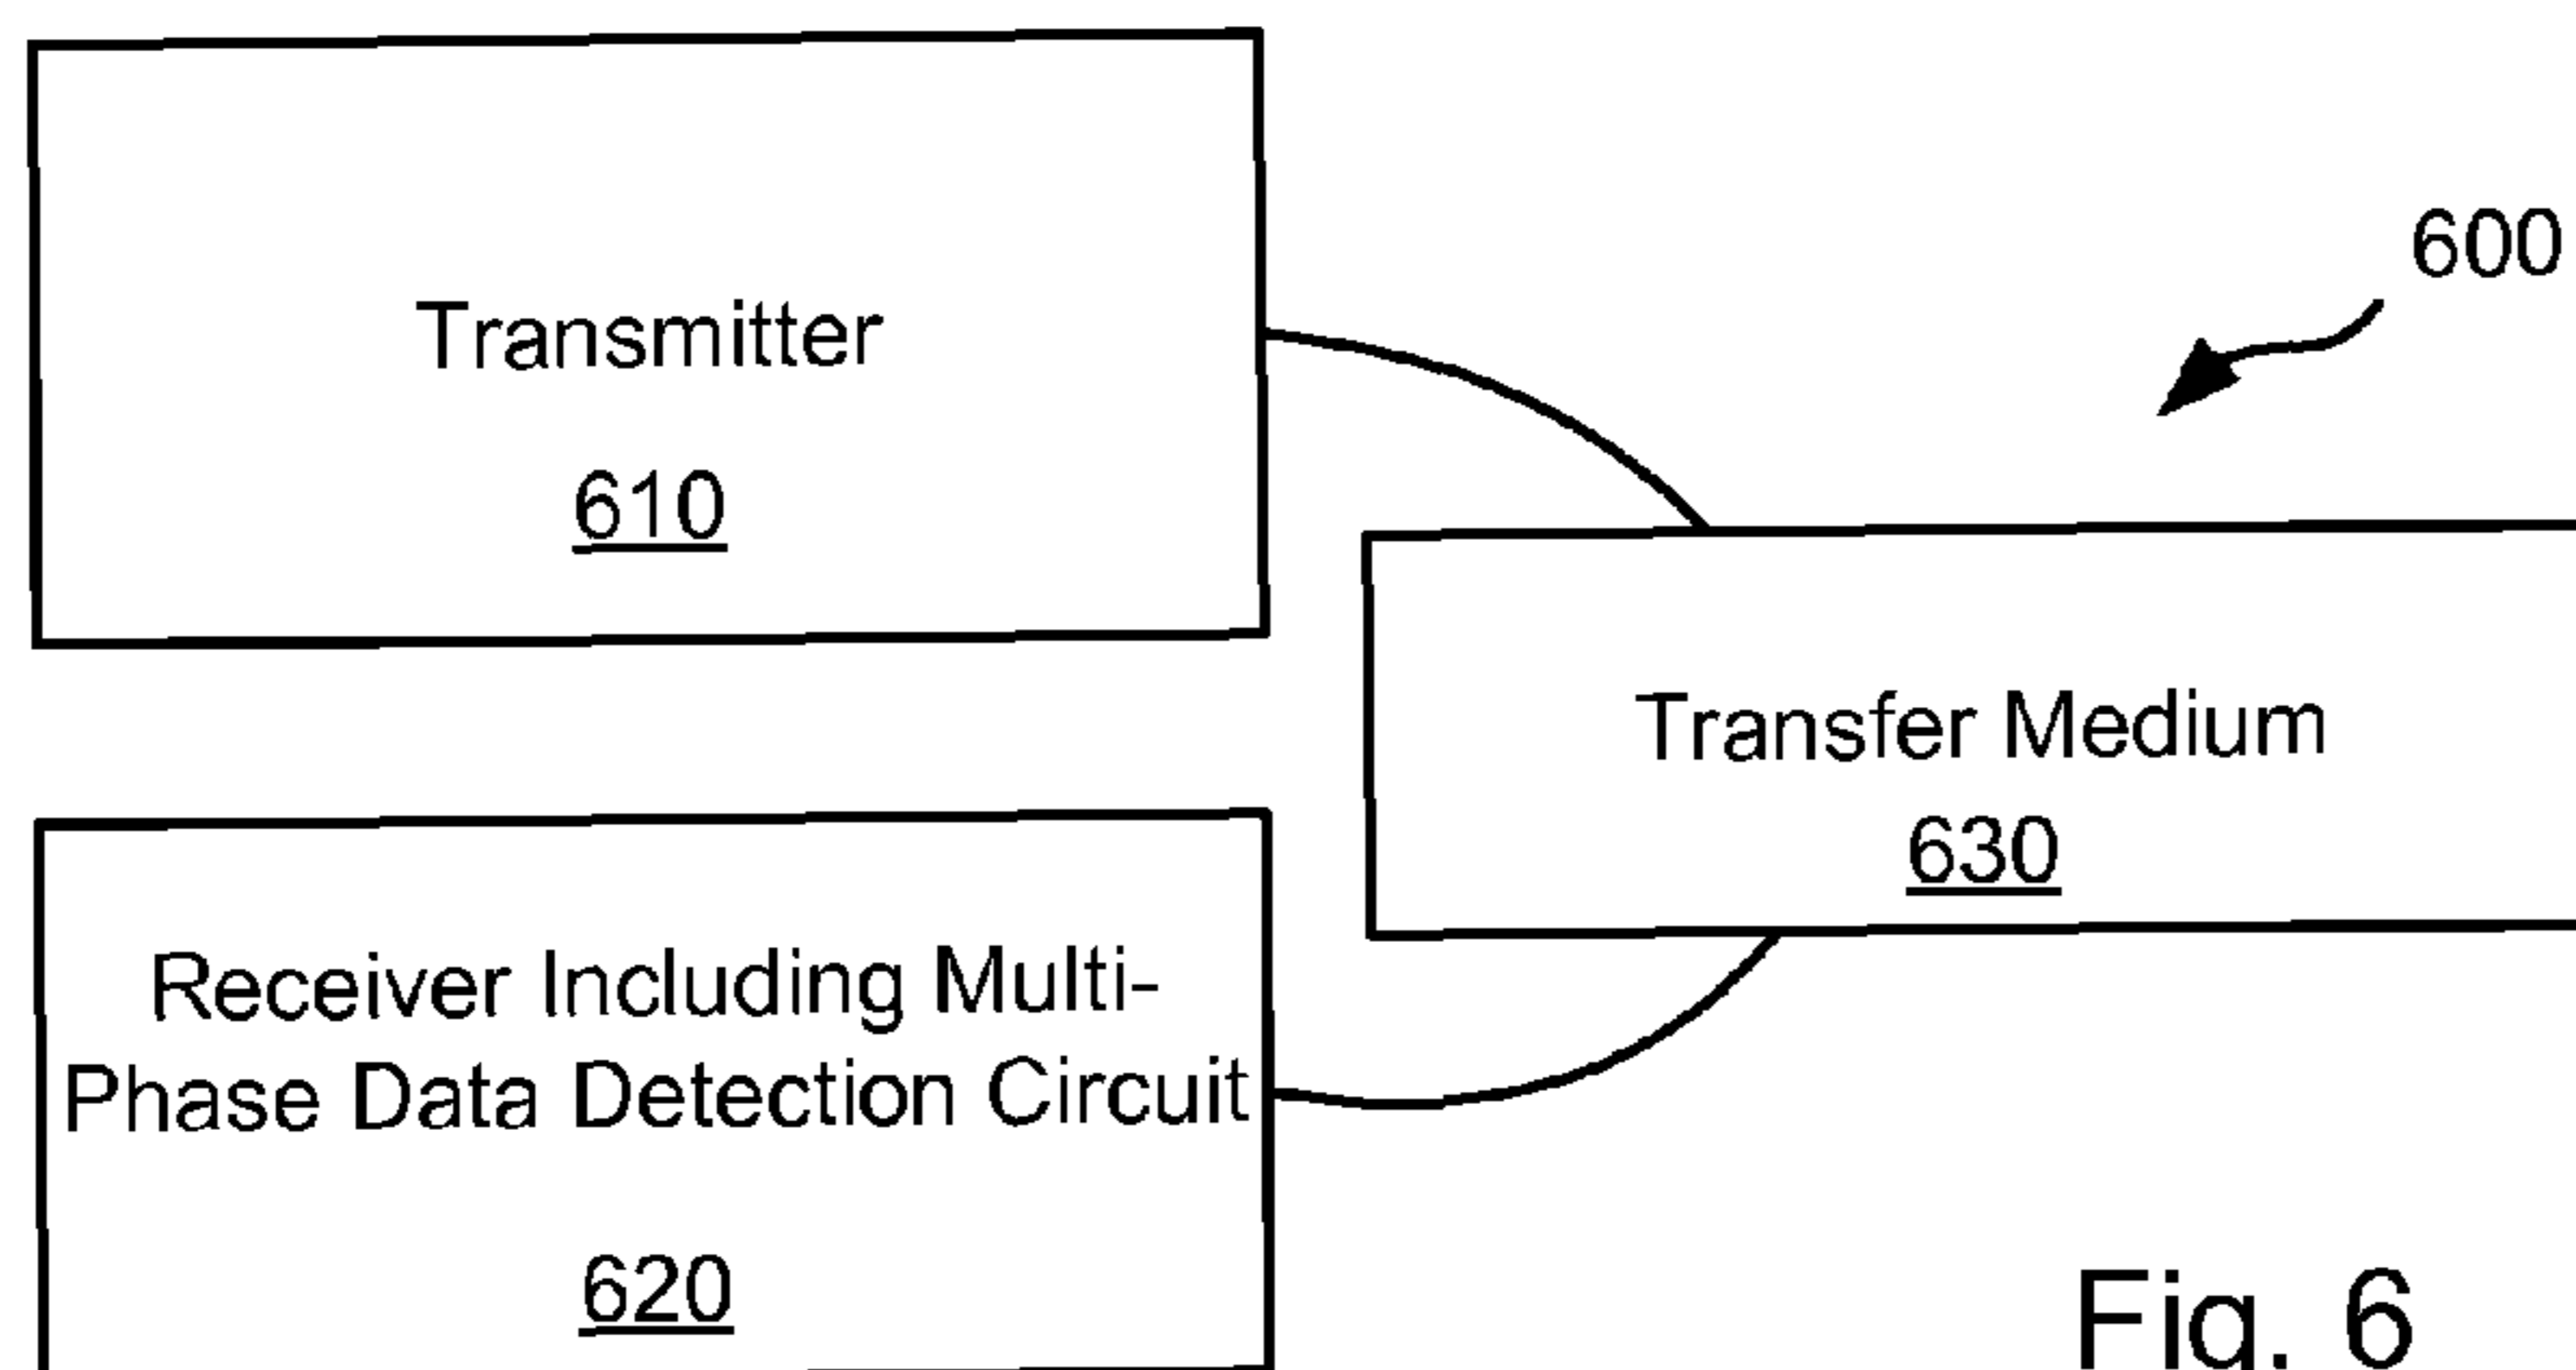 Transmitter
610
600
Transfer Medium
630
Receiver Including Multi-
Phase Data Detection Circuit
620
Fig. 6